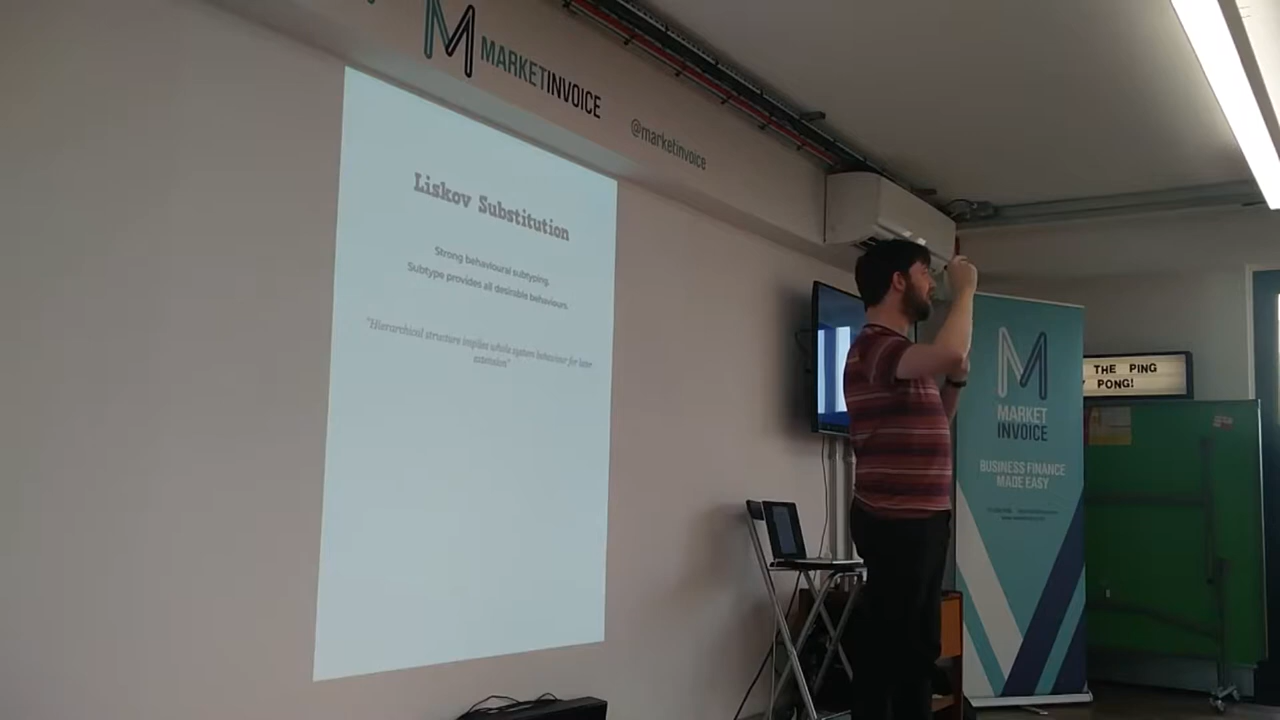 MARKETINVOICE
@marketinvoice
Liskov Substitution
Strong behavioural subtyping.
Subtype provides all desirable behaviours.
"Hierarchical structure implies whole system behaviour for later
extension"
MARKET
INVOICE
BUSINESS FINANCE
MADE EASY
THE PING
PONG!